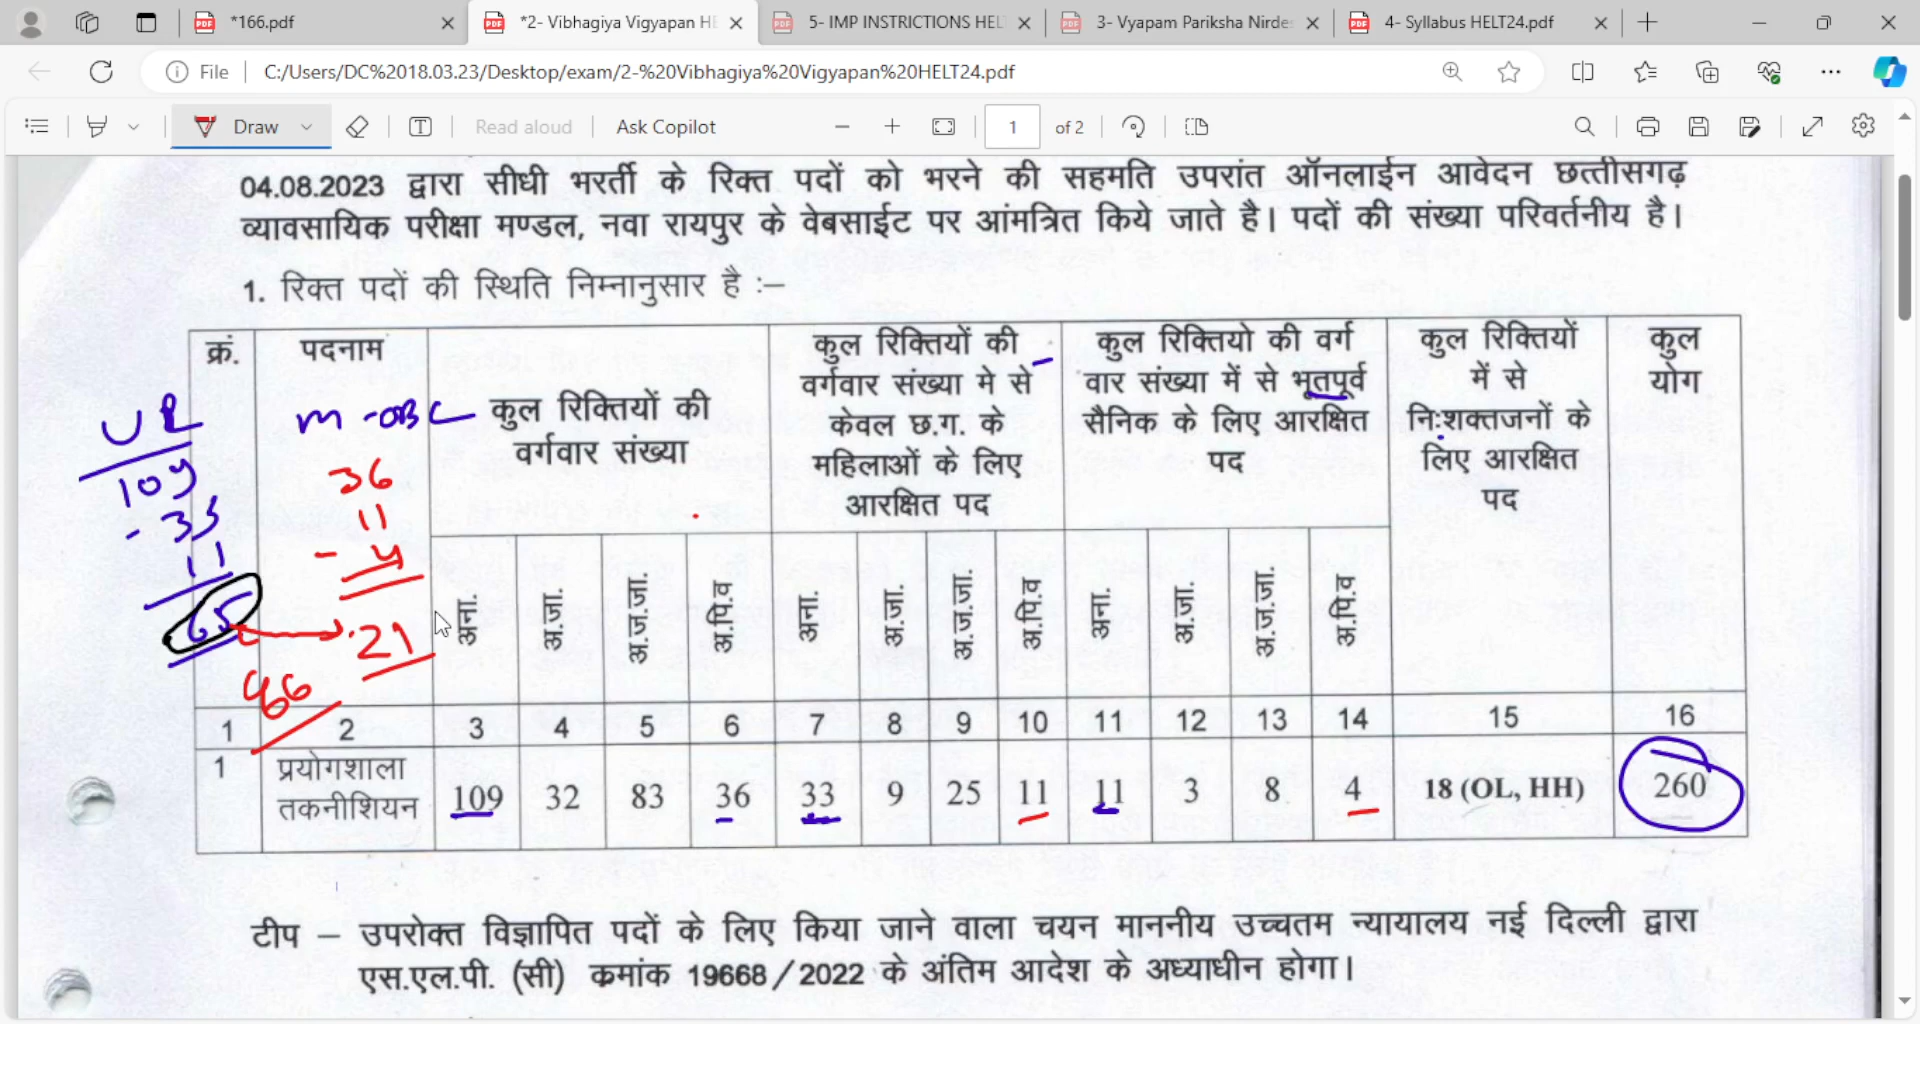 *166.pdf
*2- Vibhagiya Vigyapan HE
5- IMP INSTRICTIONS HEL
3- Vyapam Pariksha Nirdes
4- Syllabus HELT24.pdf
File
C:/Users/DC%2018.03.23/Desktop/exam/2-%20Vibhagiya%20Vigyapan%20HELT24.pdf
Draw
Read aloud
Ask Copilot
1 of 2
04.08.2023 द्वारा सीधी भर्ती के रिक्त पदों को भरने की सहमति उपरांत ऑनलाईन आवेदन छत्तीसगढ़
व्यावसायिक परीक्षा मण्डल, नवा रायपुर के वेबसाईट पर आंमत्रित किये जाते है। पदों की संख्या परिवर्तनीय है।
1. रिक्त पदों की स्थिति निम्नानुसार है :–
क्रं.
पदनाम
कुल रिक्तियों की
वर्गवार संख्या
कुल रिक्तियों की
वर्गवार संख्या मे से
केवल छ.ग. के
महिलाओं के लिए
आरक्षित पद
कुल रिक्तियो की वर्ग
वार संख्या में से भूतपूर्व
सैनिक के लिए आरक्षित
पद
कुल रिक्तियों
में से
निःशक्तजनों के
लिए आरक्षित
पद
कुल
योग
UR
109
- 33
11
65
m -OBC
36
11
- 4
21
86
अना. अ.जा. अ.ज.जा. अ.पि.व अना. अ.जा. अ.ज.जा. अ.पि.व अना. अ.जा. अ.ज.जा. अ.पि.व
1 2 3 4 5 6 7 8 9 10 11 12 13 14 15 16
1 प्रयोगशाला
तकनीशियन 109 32 83 36 33 9 25 11 11 3 8 4 18 (OL, HH) 260
टीप – उपरोक्त विज्ञापित पदों के लिए किया जाने वाला चयन माननीय उच्चतम न्यायालय नई दिल्ली द्वारा
एस.एल.पी. (सी) क्रमांक 19668/2022 के अंतिम आदेश के अध्याधीन होगा।